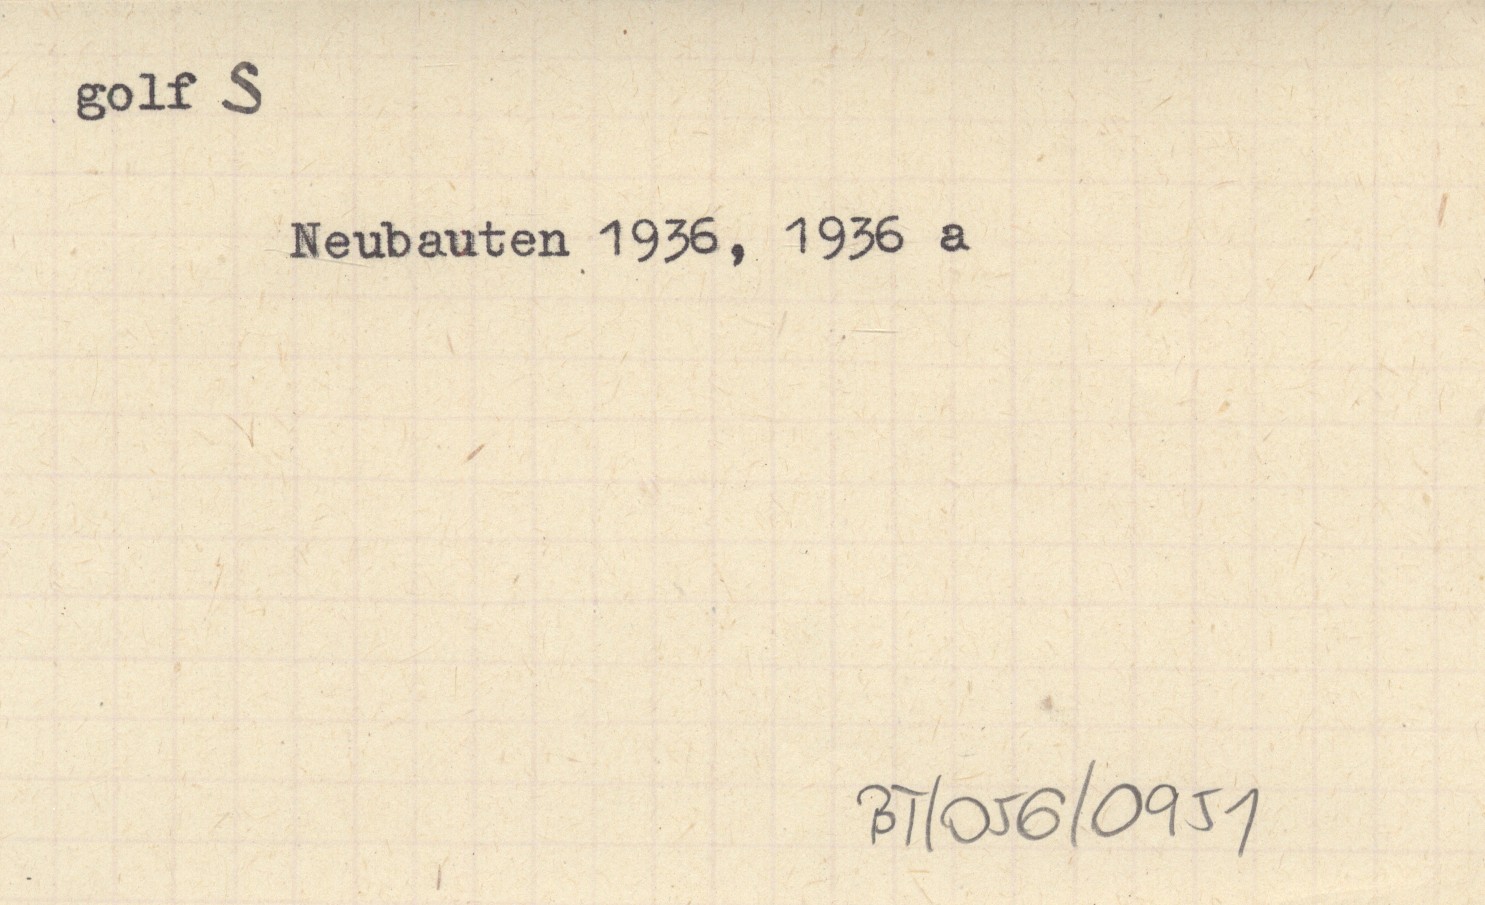 golf S
Neubauten 1936, 1936 a
BT/056/0951